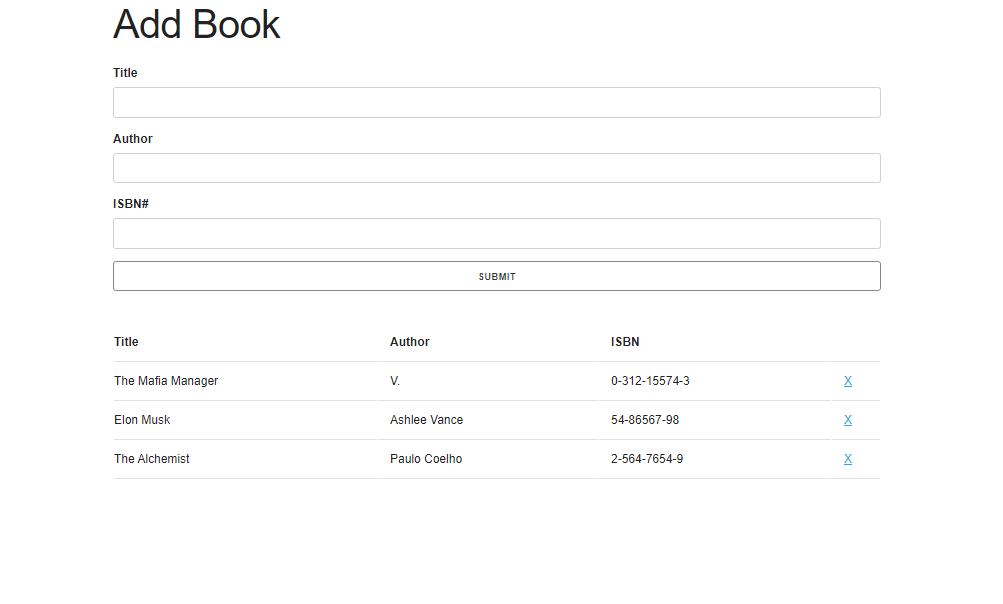 Add Book
Title
Author
ISBN#
SUBMIT
Title Author ISBN
The Mafia Manager V. 0-312-15574-3 X
Elon Musk Ashlee Vance 54-86567-98 X
The Alchemist Paulo Coelho 2-564-7654-9 X